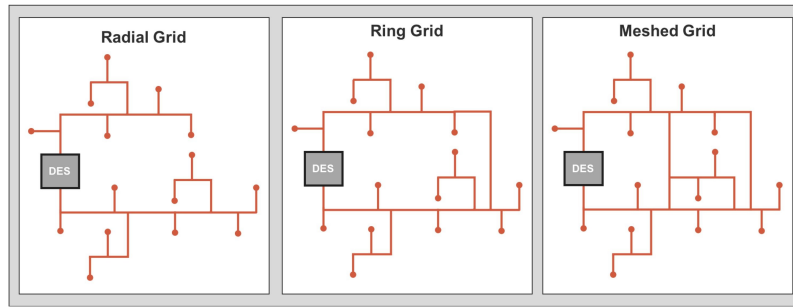 Radial Grid
Ring Grid
Meshed Grid
DES
DES
DES